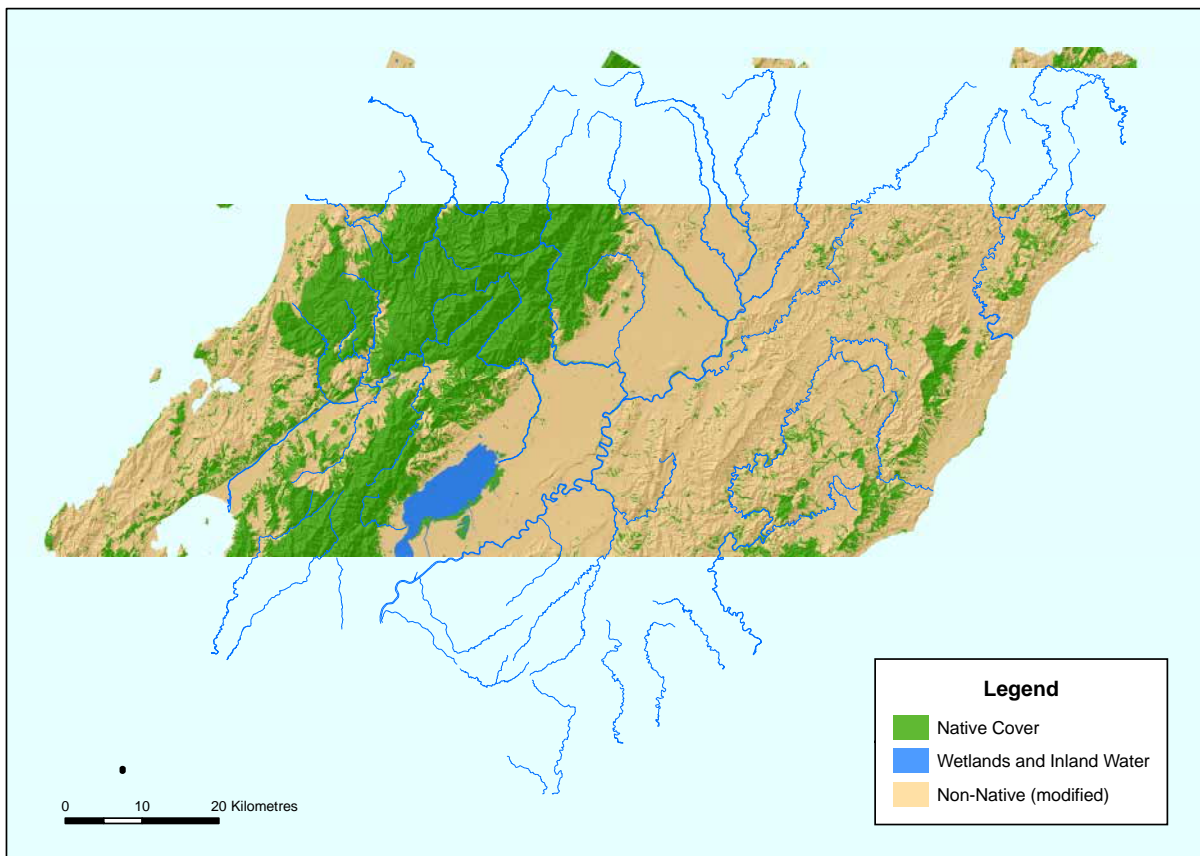 Legend
Native Cover
Wetlands and Inland Water
Non-Native (modified)
0 10 20 Kilometres